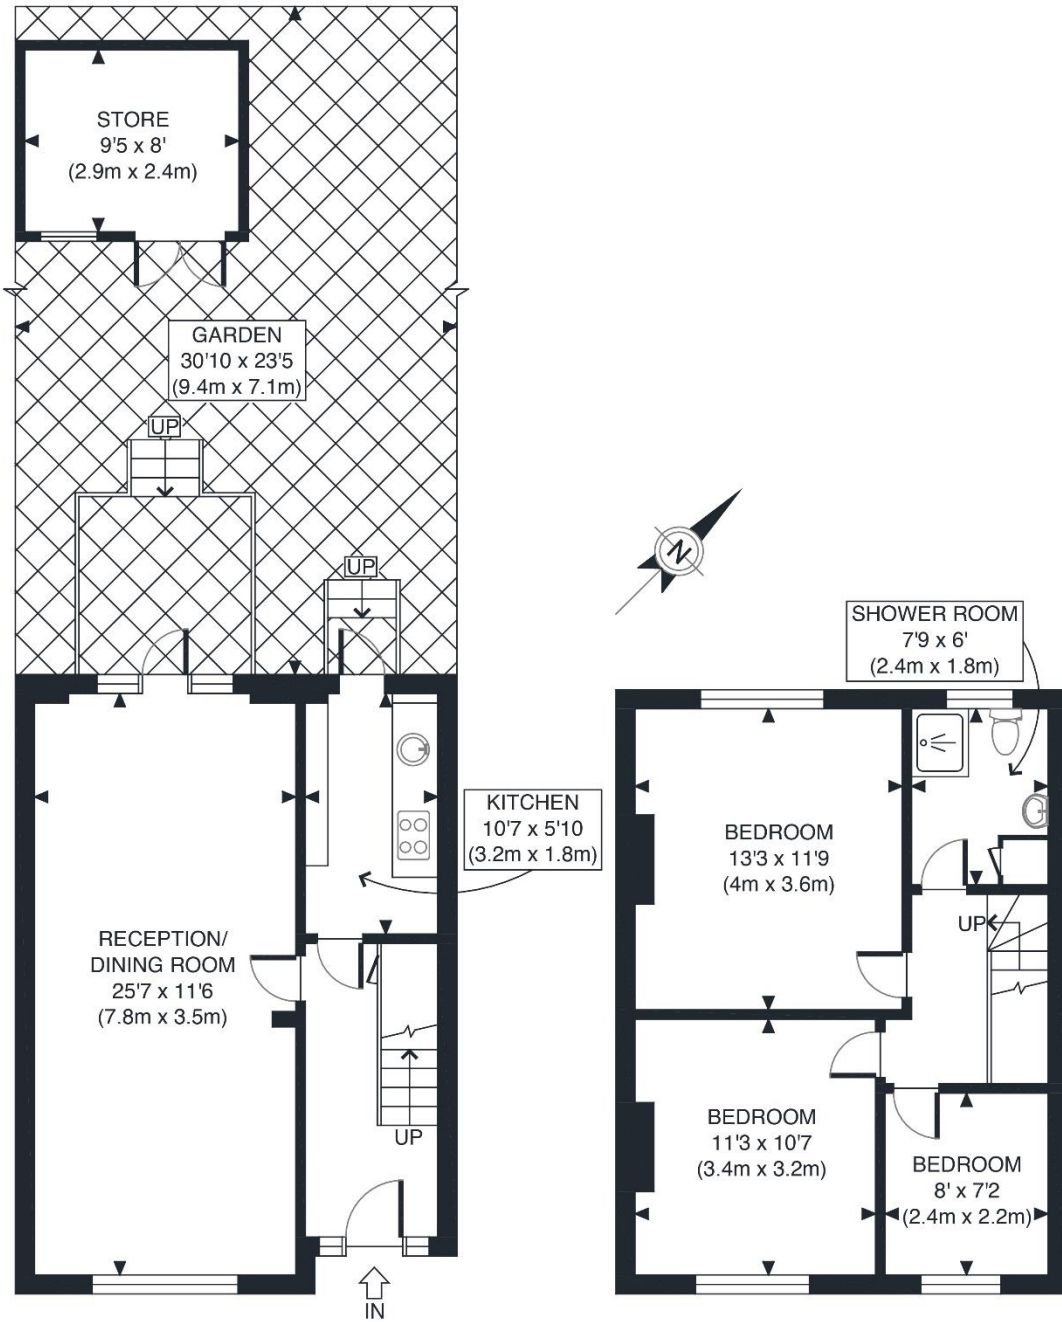 STORE
9'5 x 8'
(2.9m x 2.4m)
GARDEN
30'10 x 23'5
(9.4m x 7.1m)
UP
UP
N
SHOWER ROOM
7'9 x 6'
(2.4m x 1.8m)
KITCHEN
10'7 x 5'10
(3.2m x 1.8m)
BEDROOM
13'3 x 11'9
(4m x 3.6m)
UP
RECEPTION/
DINING ROOM
25'7 x 11'6
(7.8m x 3.5m)
UP
BEDROOM
11'3 x 10'7
(3.4m x 3.2m)
BEDROOM
8' x 7'2
(2.4m x 2.2m)
IN